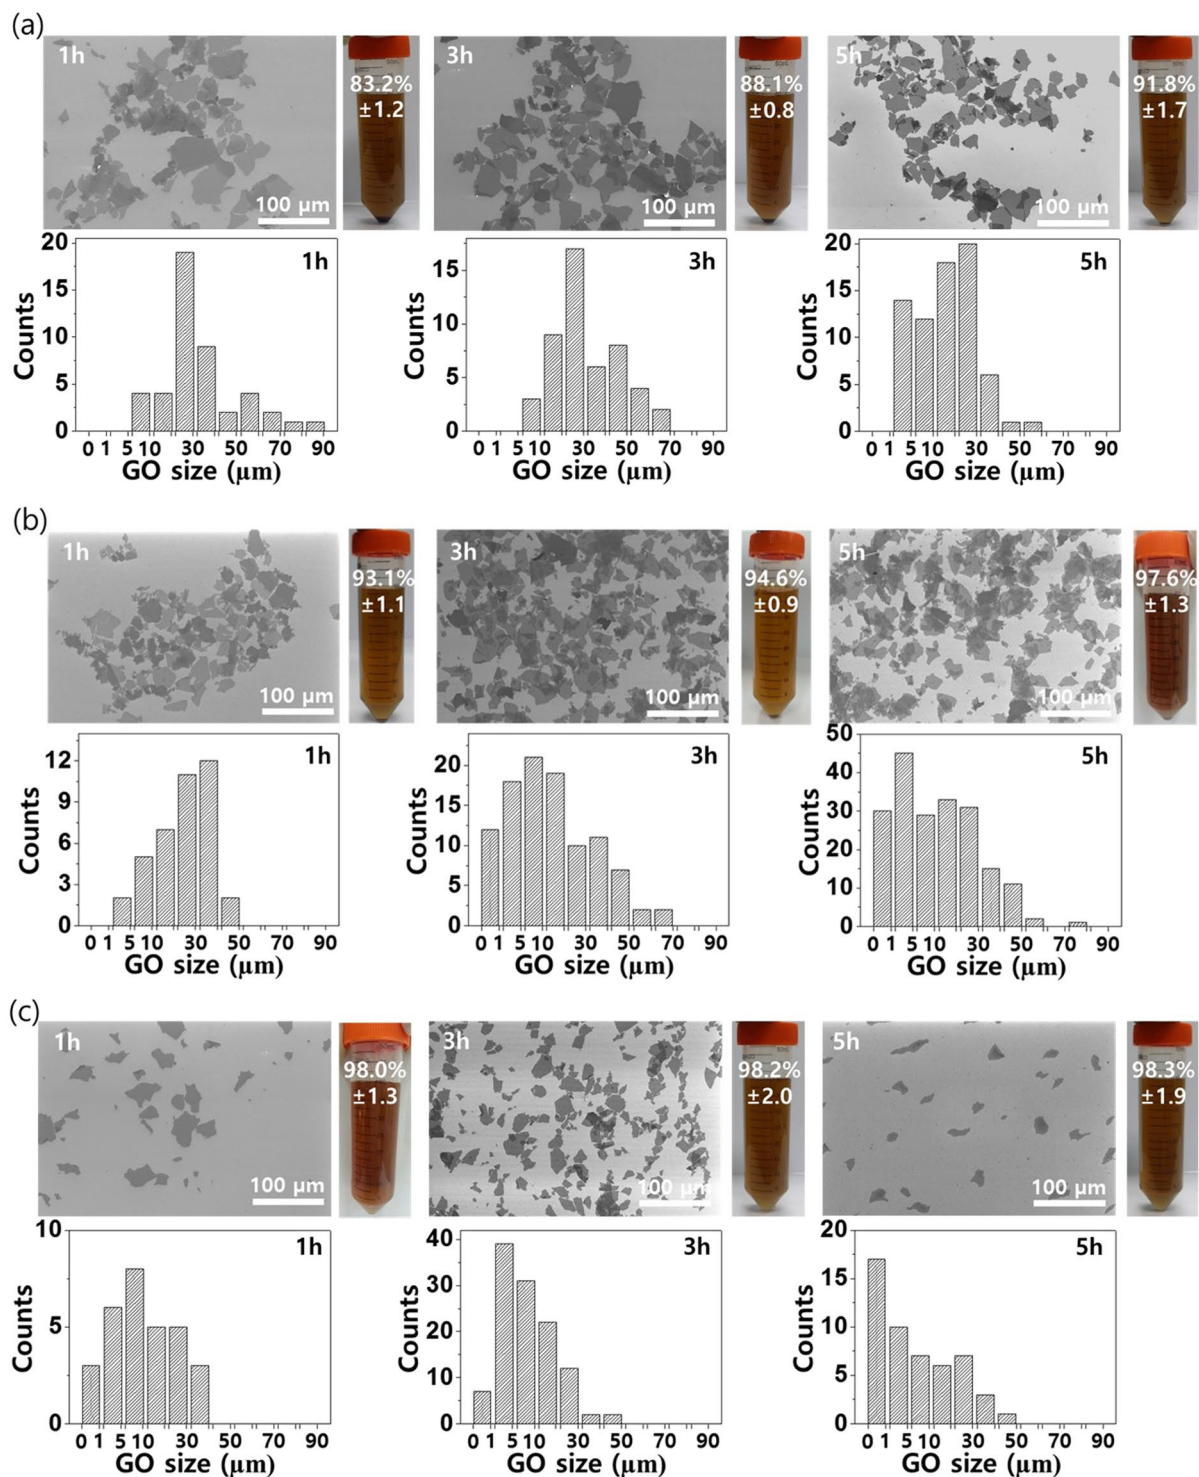 (a)
1h
83.2%
±1.2
100 μm
3h
88.1%
±0.8
100 μm
5h
91.8%
±1.7
100 μm
20
15
10
5
0
Counts
1h
0 1 5 10 30 50 70 90
GO size (μm)
15
10
5
0
Counts
3h
0 1 5 10 30 50 70 90
GO size (μm)
20
15
10
5
0
Counts
5h
0 1 5 10 30 50 70 90
GO size (μm)
(b)
1h
93.1%
±1.1
100 μm
3h
94.6%
±0.9
100 μm
5h
97.6%
±1.3
100 μm
12
9
6
3
0
Counts
1h
0 1 5 10 30 50 70 90
GO size (μm)
20
15
10
5
0
Counts
3h
0 1 5 10 30 50 70 90
GO size (μm)
50
40
30
20
10
0
Counts
5h
0 1 5 10 30 50 70 90
GO size (μm)
(c)
1h
98.0%
±1.3
100 μm
3h
98.2%
±2.0
100 μm
5h
98.3%
±1.9
100 μm
10
5
0
Counts
1h
0 1 5 10 30 50 70 90
GO size (μm)
40
30
20
10
0
Counts
3h
0 1 5 10 30 50 70 90
GO size (μm)
20
15
10
5
0
Counts
5h
0 1 5 10 30 50 70 90
GO size (μm)